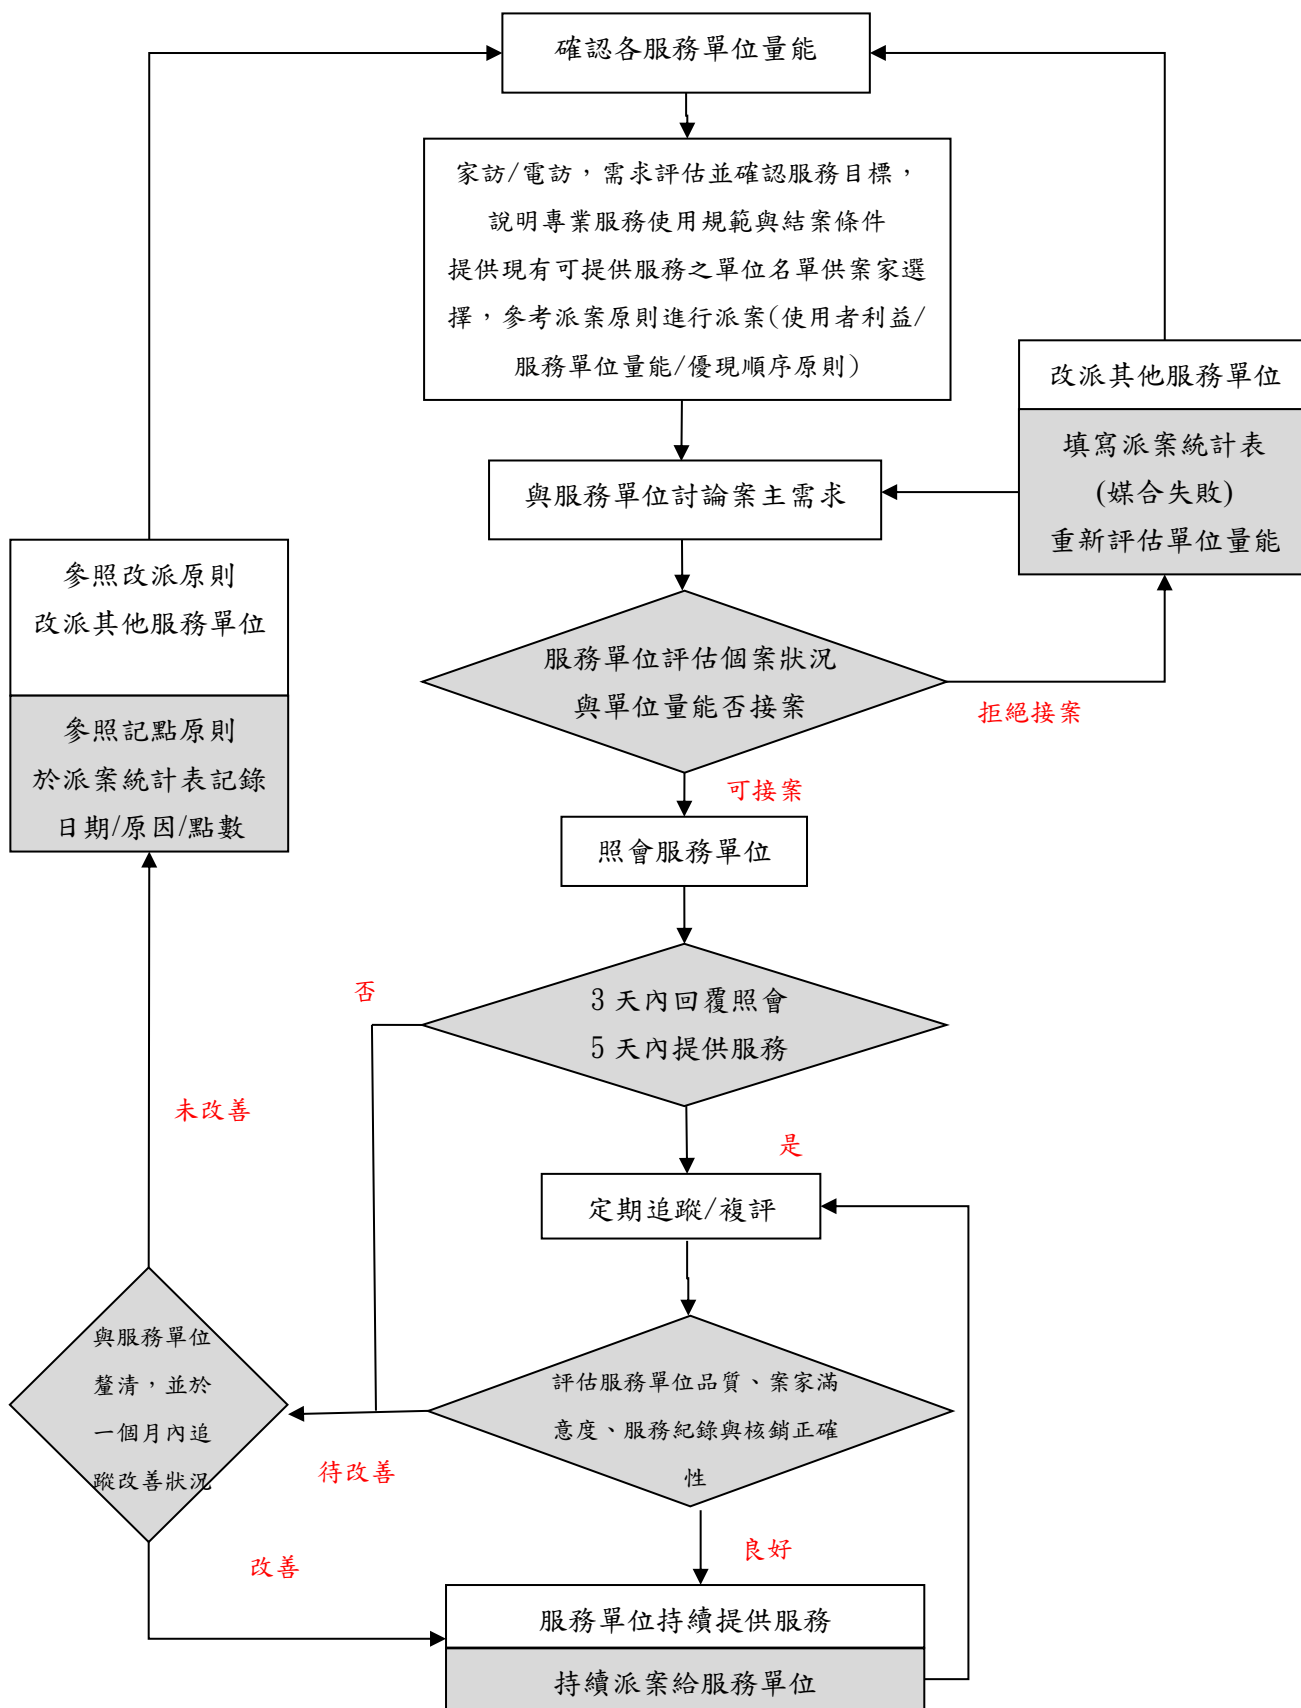 確認各服務單位量能
家訪/電訪，需求評估並確認服務目標，
說明專業服務使用規範與結案條件
提供現有可提供服務之單位名單供案家選
擇，參考派案原則進行派案(使用者利益/
服務單位量能/優現順序原則)
改派其他服務單位
填寫派案統計表
(媒合失敗)
重新評估單位量能
與服務單位討論案主需求
參照改派原則
改派其他服務單位
參照記點原則
於派案統計表記錄
日期/原因/點數
服務單位評估個案狀況
與單位量能否接案
拒絕接案
可接案
照會服務單位
否
3 天內回覆照會
5 天內提供服務
未改善
是
定期追蹤/複評
與服務單位
釐清，並於
一個月內追
蹤改善狀況
評估服務單位品質、案家滿
意度、服務紀錄與核銷正確
性
待改善
良好
改善
服務單位持續提供服務
持續派案給服務單位